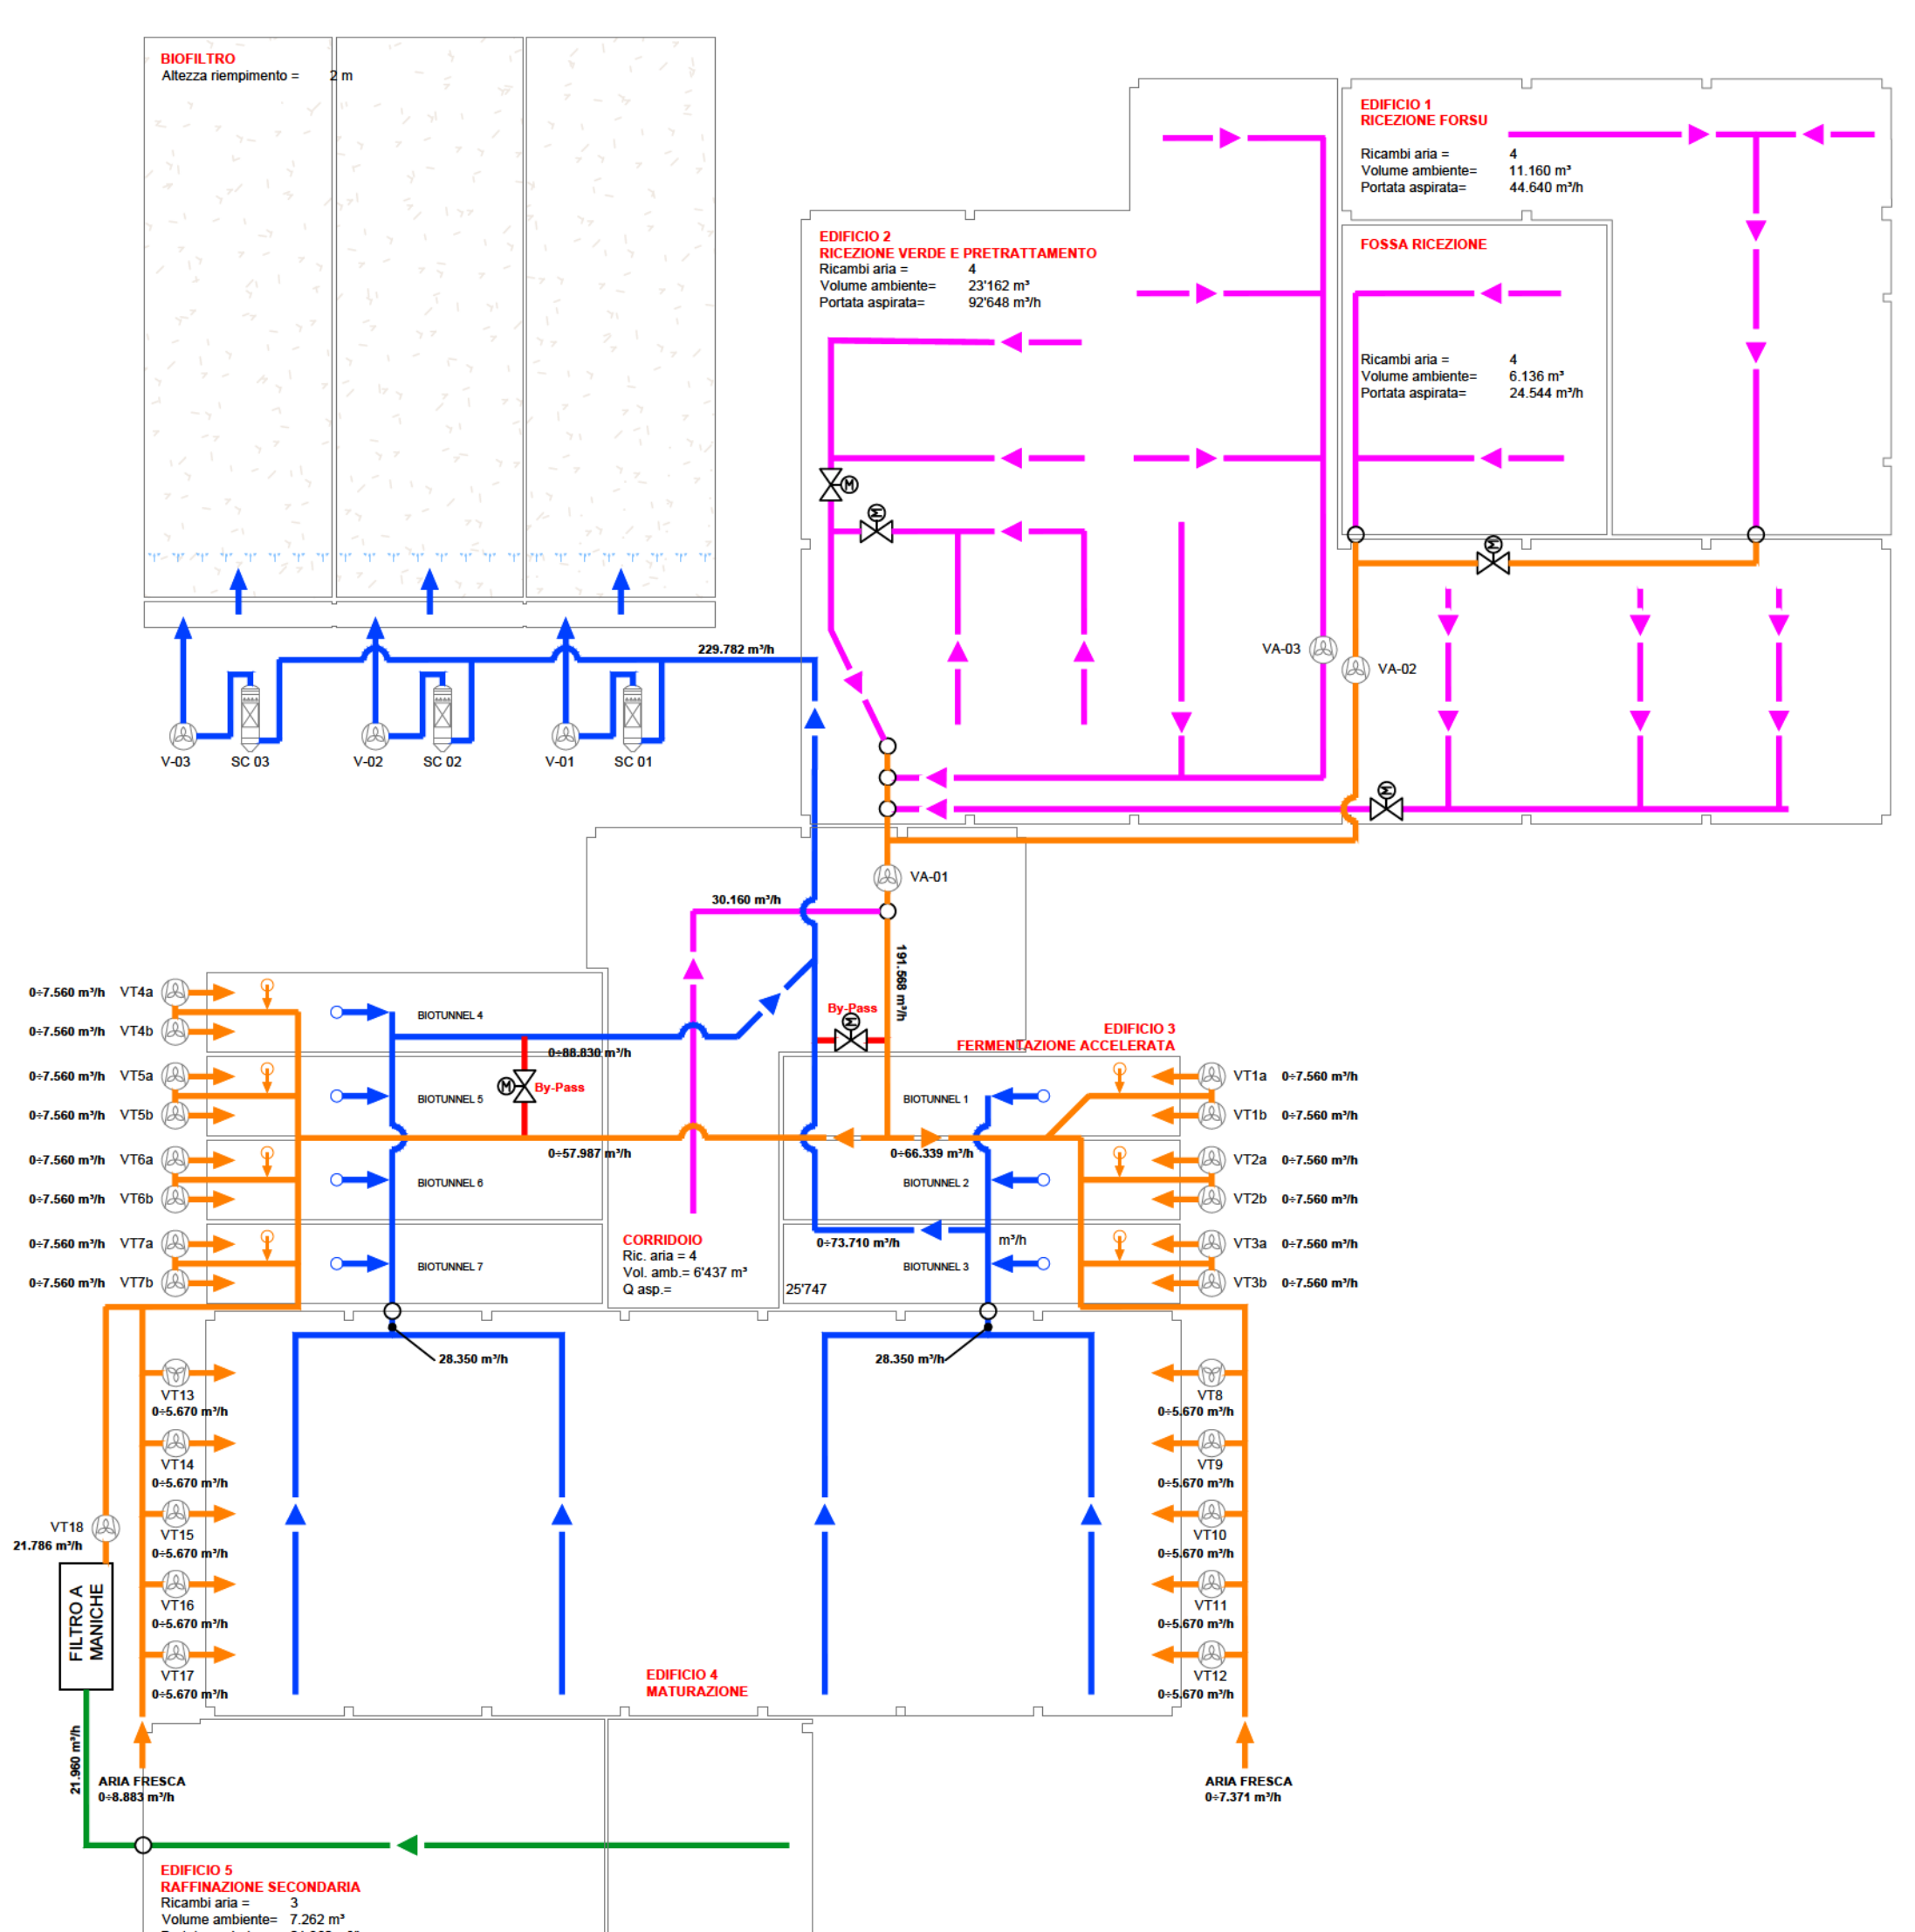 BIOFILTRO
Altezza riempimento = 2 m
EDIFICIO 1
RICEZIONE FORSU
Ricambi aria = 4
Volume ambiente= 11.160 m³
Portata aspirata= 44.640 m³/h
EDIFICIO 2
RICEZIONE VERDE E PRETRATTAMENTO
Ricambi aria = 4
Volume ambiente= 23'162 m³
Portata aspirata= 92'648 m³/h
FOSSA RICEZIONE
Ricambi aria = 4
Volume ambiente= 6.136 m³
Portata aspirata= 24.544 m³/h
M
M
M
229.782 m³/h
VA-03
VA-02
V-03
SC 03
V-02
SC 02
V-01
SC 01
M
VA-01
30.160 m³/h
191.568 m³/h
0÷7.560 m³/h VT4a
0÷7.560 m³/h VT4b
BIOTUNNEL 4
By-Pass
M
EDIFICIO 3
FERMENTAZIONE ACCELERATA
0÷88.830 m³/h
0÷7.560 m³/h VT5a
0÷7.560 m³/h VT5b
BIOTUNNEL 5
M
By-Pass
BIOTUNNEL 1
VT1a 0÷7.560 m³/h
VT1b 0÷7.560 m³/h
0÷57.987 m³/h
0÷66.339 m³/h
0÷7.560 m³/h VT6a
0÷7.560 m³/h VT6b
BIOTUNNEL 6
BIOTUNNEL 2
VT2a 0÷7.560 m³/h
VT2b 0÷7.560 m³/h
0÷7.560 m³/h VT7a
0÷7.560 m³/h VT7b
BIOTUNNEL 7
CORRIDOIO
Ric. aria = 4
Vol. amb.= 6'437 m³
Q asp.= 25'747 m³/h
0÷73.710 m³/h
BIOTUNNEL 3
VT3a 0÷7.560 m³/h
VT3b 0÷7.560 m³/h
28.350 m³/h
28.350 m³/h
VT13
0÷5.670 m³/h
VT14
0÷5.670 m³/h
VT15
0÷5.670 m³/h
VT16
0÷5.670 m³/h
VT17
0÷5.670 m³/h
VT8
0÷5.670 m³/h
VT9
0÷5.670 m³/h
VT10
0÷5.670 m³/h
VT11
0÷5.670 m³/h
VT12
0÷5.670 m³/h
VT18
21.786 m³/h
FILTRO A
MANICHE
EDIFICIO 4
MATURAZIONE
21.960 m³/h
ARIA FRESCA
0÷8.883 m³/h
ARIA FRESCA
0÷7.371 m³/h
EDIFICIO 5
RAFFINAZIONE SECONDARIA
Ricambi aria = 3
Volume ambiente= 7.262 m³